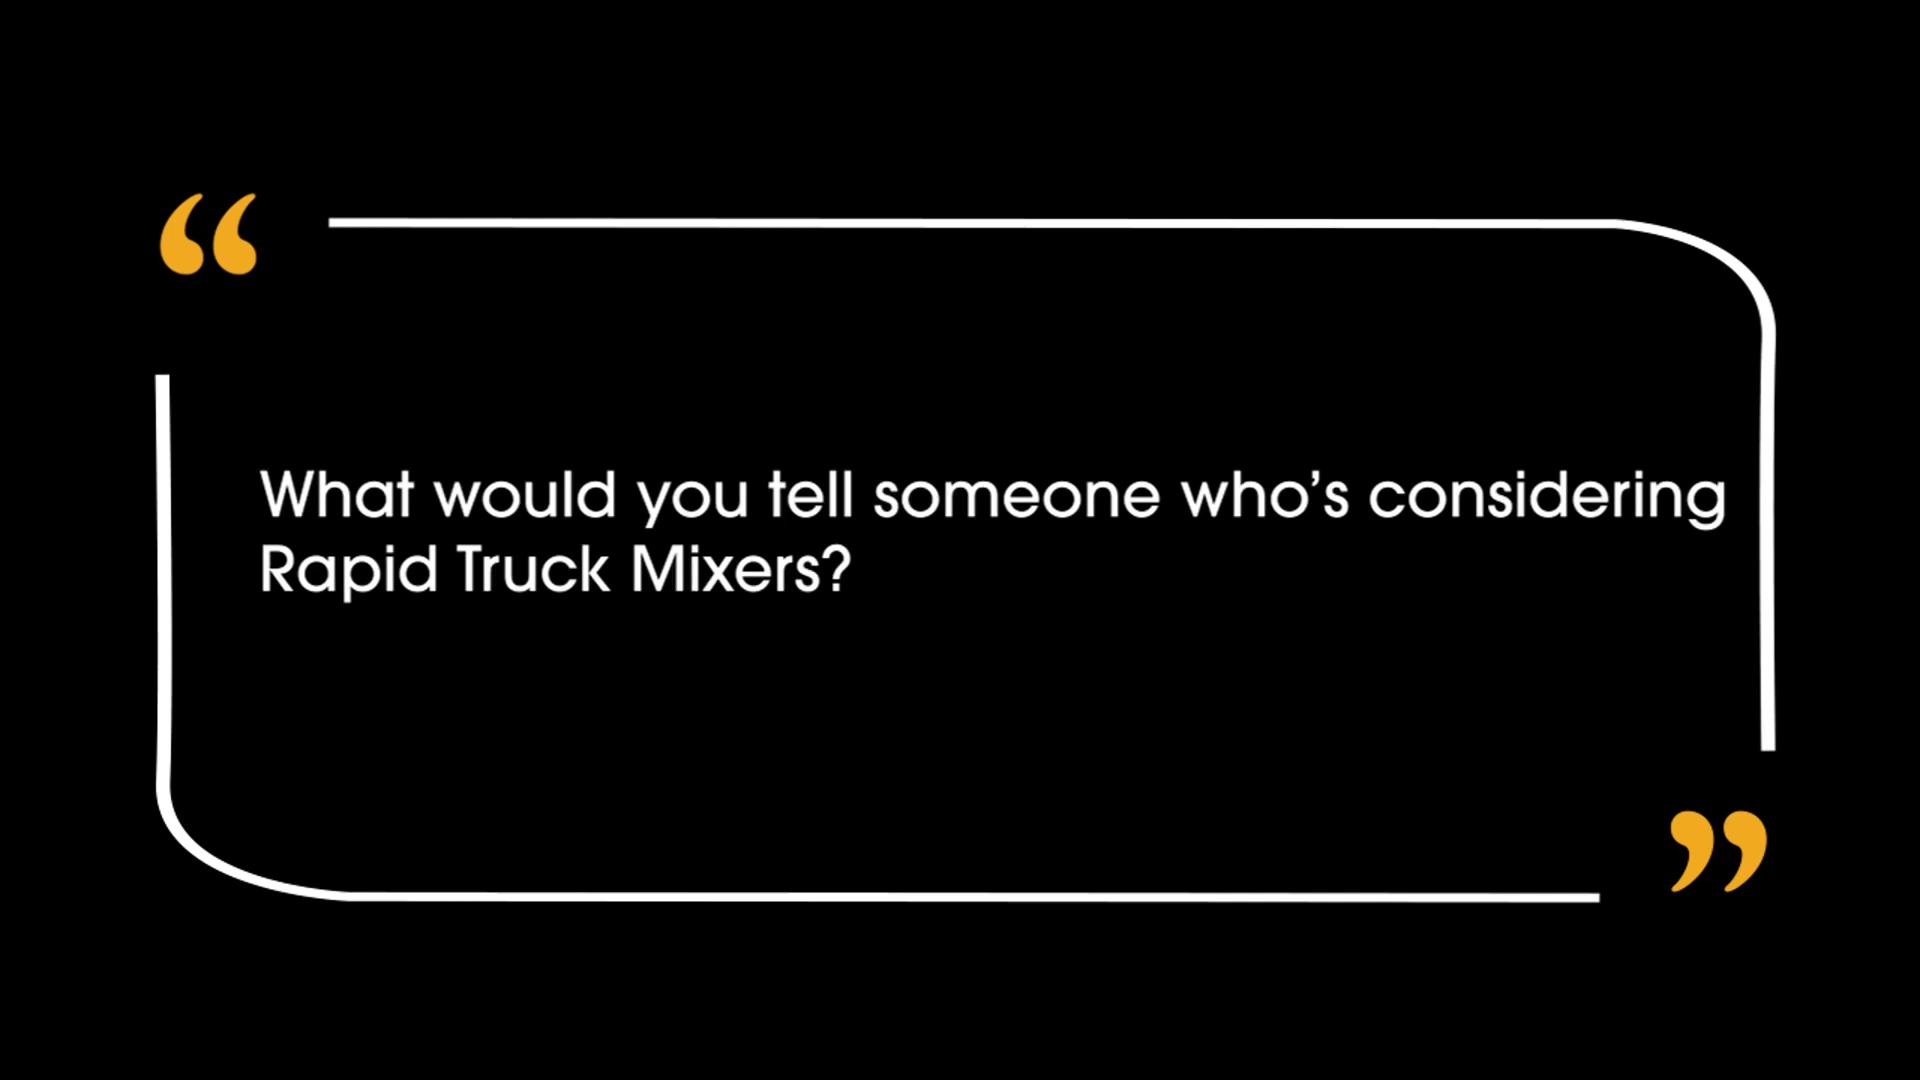 “
What would you tell someone who’s considering
Rapid Truck Mixers?
”